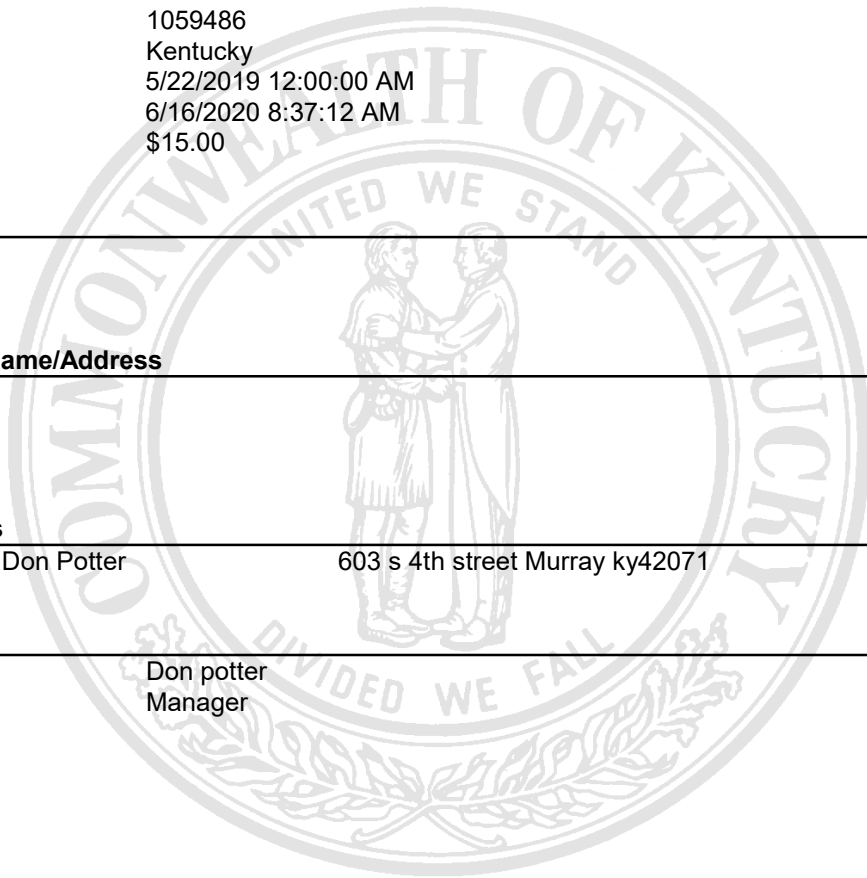 1059486
Kentucky
5/22/2019 12:00:00 AM
6/16/2020 8:37:12 AM
$15.00
COMMONWEALTH OF KENTUCKY
UNITED WE STAND
ame/Address
s
Don Potter 603 s 4th street Murray ky42071
DIVIDED WE FALL
Don potter
Manager